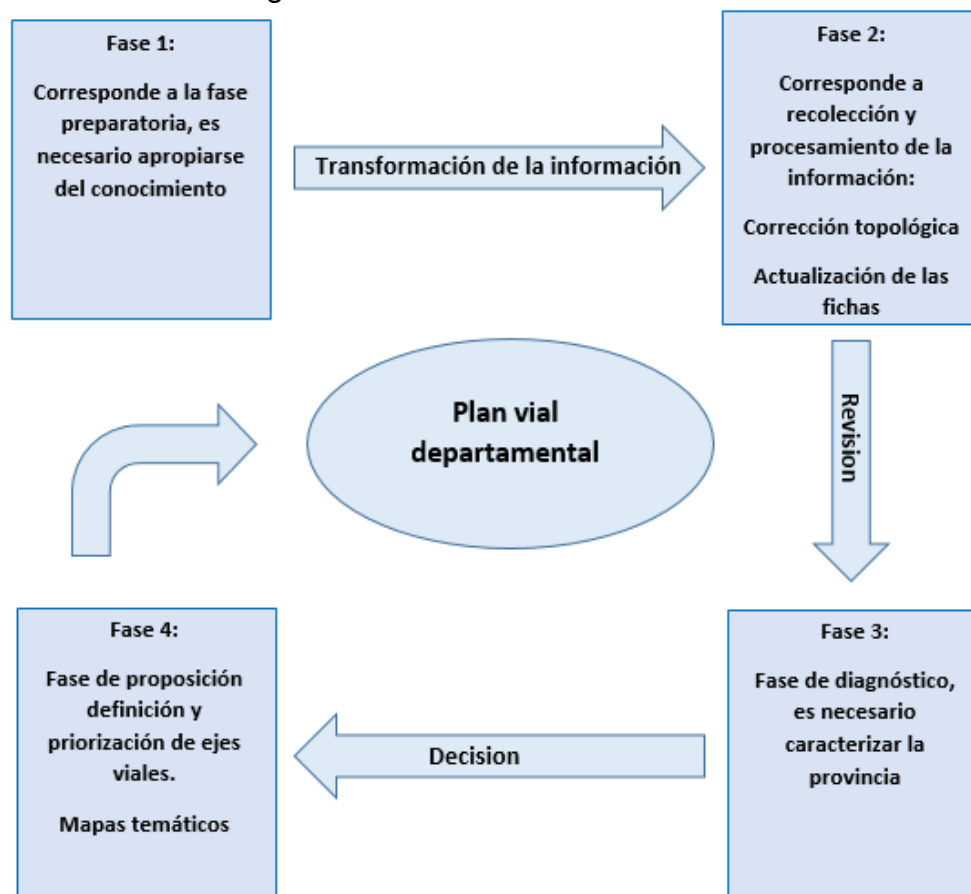 Fase 1:
Corresponde a la fase
preparatoria, es
necesario apropiarse
del conocimiento
Transformación de la información
Fase 2:
Corresponde a
recolección y
procesamiento de la
información:
Corrección topológica
Actualización de las
fichas
Plan vial
departamental
Revision
Fase 3:
Fase de diagnóstico,
es necesario
caracterizar la
provincia
Decision
Fase 4:
Fase de proposición
definición y
priorización de ejes
viales.
Mapas temáticos